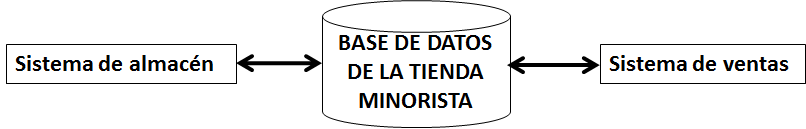 Sistema de almacén
BASE DE DATOS
DE LA TIENDA
MINORISTA
Sistema de ventas